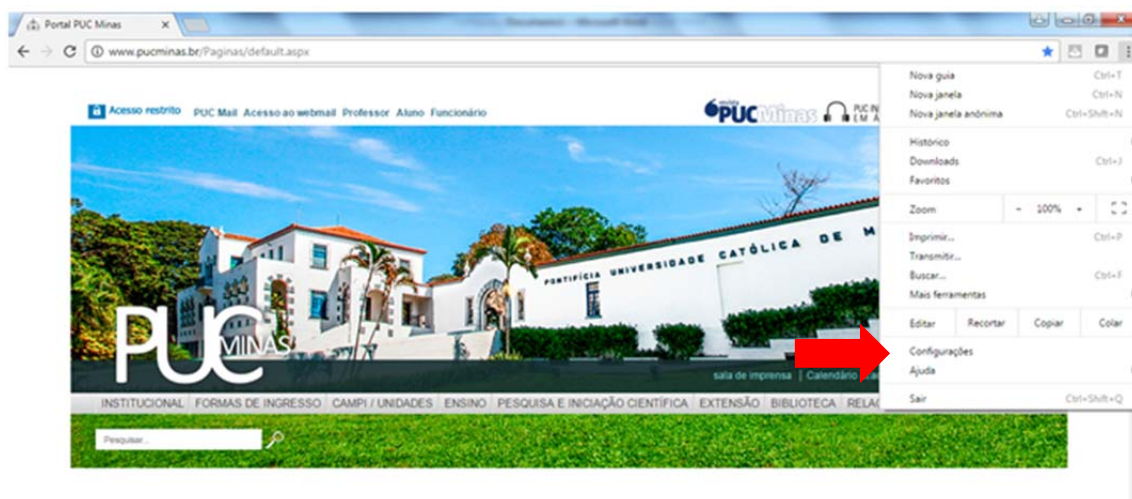 Portal PUC Minas
www.pucminas.br/Paginas/default.aspx
Acesso restrito PUC Mail Acesso ao webmail Professor Aluno Funcionário
revista PUC Minas
PONTIFÍCIA UNIVERSIDADE CATÓLICA DE M
PUC MINAS
sala de imprensa | Calendário
INSTITUCIONAL FORMAS DE INGRESSO CAMPI / UNIDADES ENSINO PESQUISA E INICIAÇÃO CIENTÍFICA EXTENSÃO BIBLIOTECA RELAC
Pesquisar...
Nova guia Ctrl+T
Nova janela Ctrl+N
Nova janela anônima Ctrl+Shift+N
Historico
Downloads Ctrl+J
Favoritos
Zoom - 100% +
Imprimir... Ctrl+P
Transmitir...
Buscar... Ctrl+F
Mais ferramentas
Editar Recortar Copiar Colar
Configurações
Ajuda
Sair Ctrl+Shift+Q